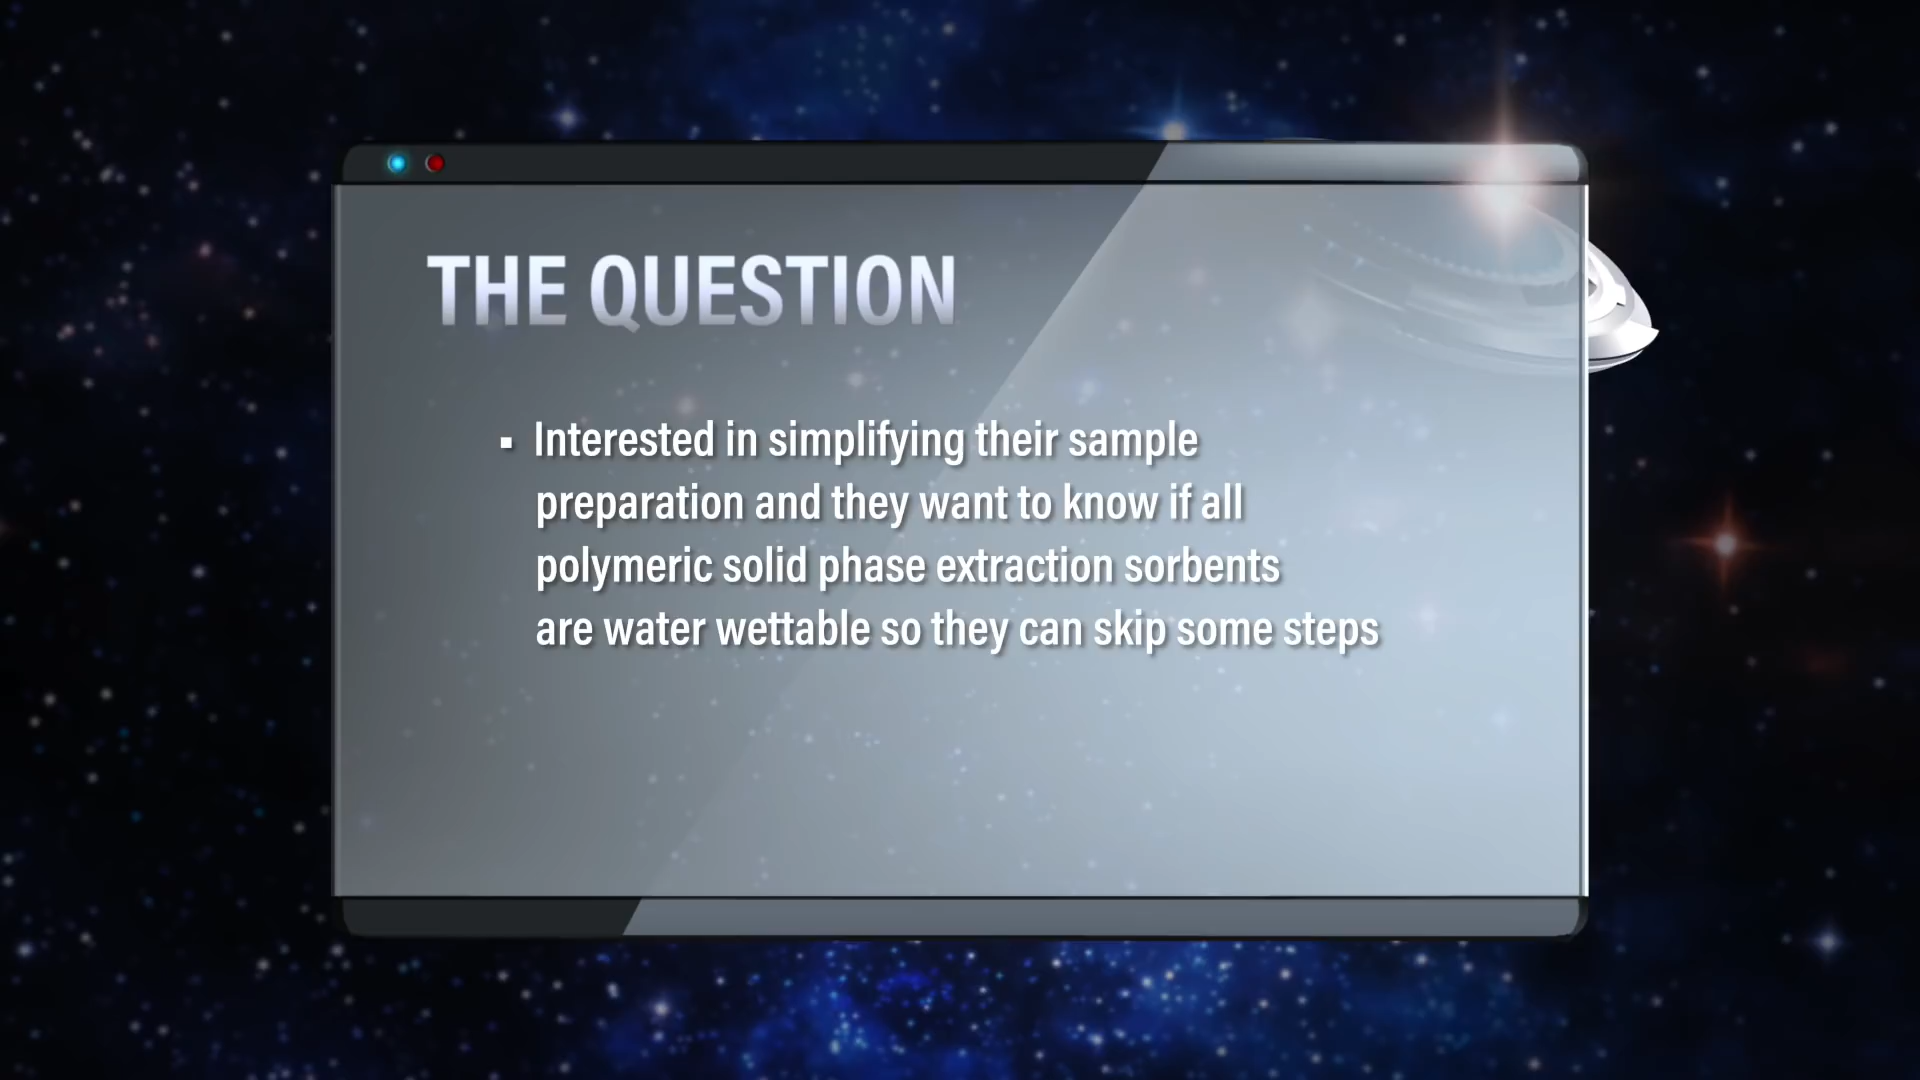 THE QUESTION
▪ Interested in simplifying their sample
preparation and they want to know if all
polymeric solid phase extraction sorbents
are water wettable so they can skip some steps